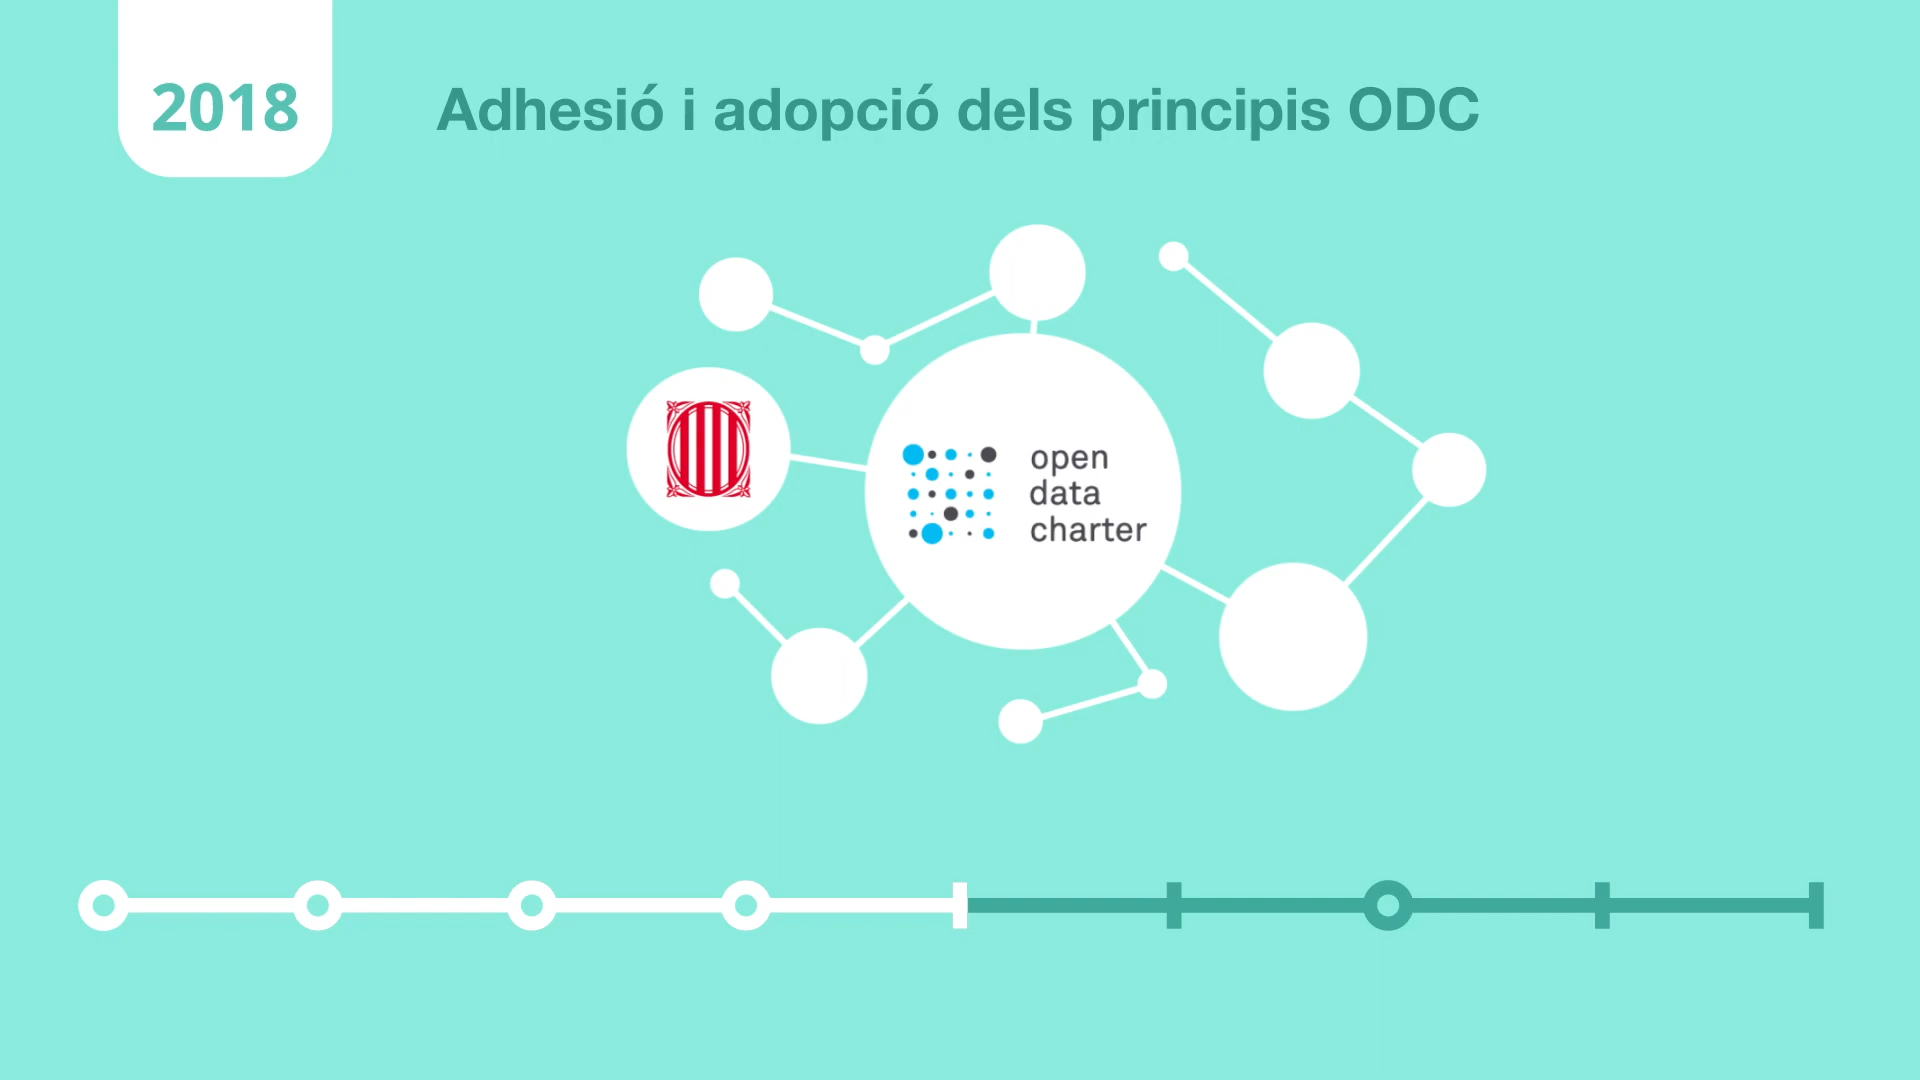 2018
Adhesió i adopció dels principis ODC
open
data
charter